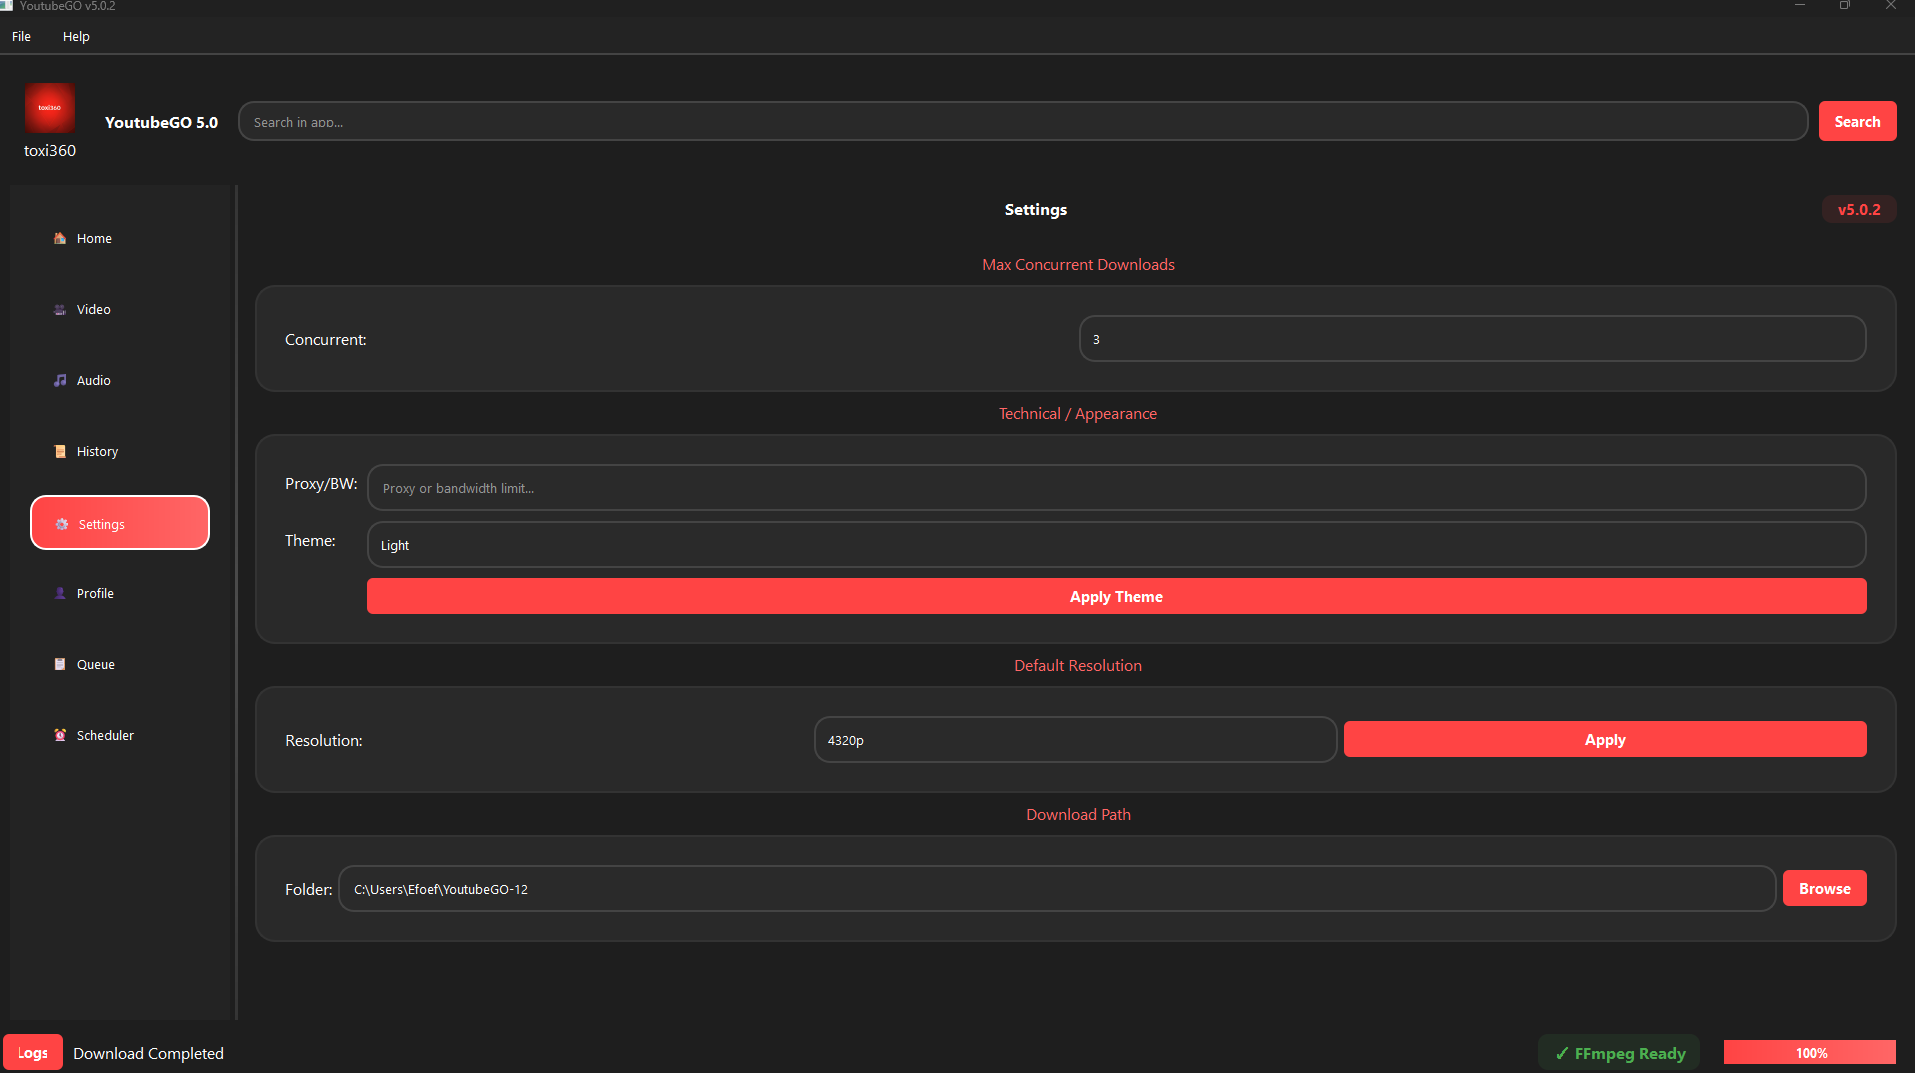 YoutubeGO v5.0.2
File Help
toxi360
YoutubeGO 5.0
Search in app...
Search
toxi360
Home
Video
Audio
History
Settings
Profile
Queue
Scheduler
Settings
v5.0.2
Max Concurrent Downloads
Concurrent:
3
Technical / Appearance
Proxy/BW:
Proxy or bandwidth limit...
Theme:
Light
Apply Theme
Default Resolution
Resolution:
4320p
Apply
Download Path
Folder:
C:\Users\Efoef\YoutubeGO-12
Browse
Logs
Download Completed
✓ FFmpeg Ready
100%